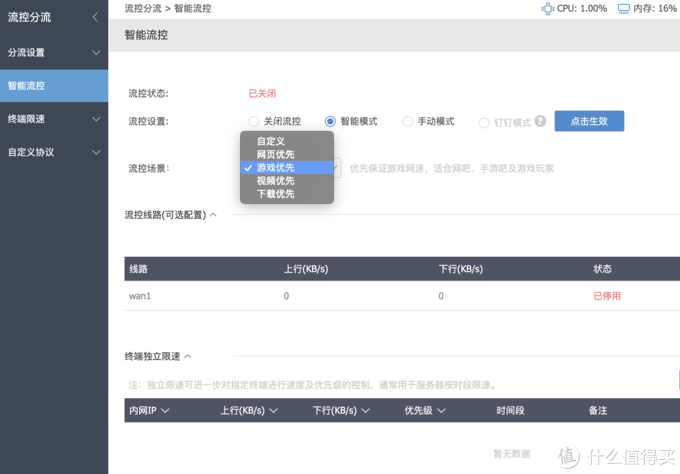 流控分流
分流设置
智能流控
终端限速
自定义协议
流控分流 > 智能流控
CPU: 1.00%
内存: 16%
智能流控
流控状态:
已关闭
流控设置:
关闭流控
智能模式
手动模式
钉钉模式
?
点击生效
流控场景:
自定义
网页优先
游戏优先
视频优先
下载优先
优先保证游戏网速，适合网吧、手游吧及游戏玩家
流控线路(可选配置)
线路 上行(KB/s) 下行(KB/s) 状态
wan1 0 0 已停用
终端独立限速
注：独立限速可进一步对指定终端进行速度及优先级的控制，通常用于服务器按时段限速。
内网IP 上行(KB/s) 下行(KB/s) 优先级 时间段 备注
暂无数据
值 什么值得买